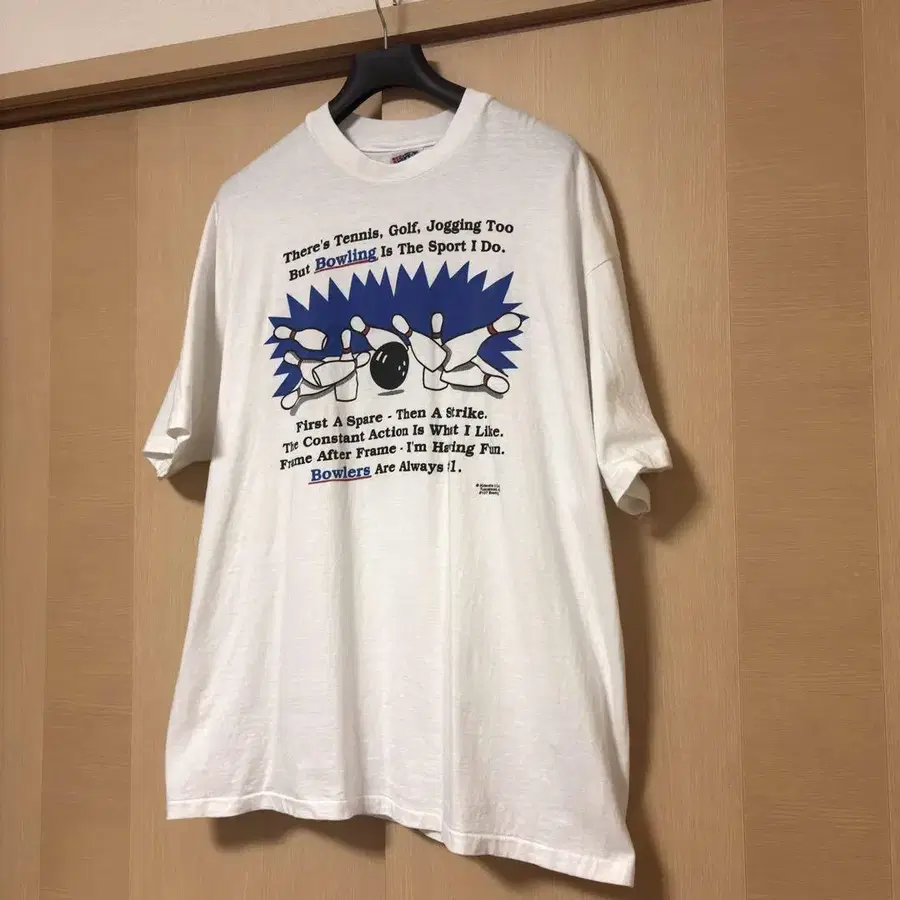 There's Tennis, Golf, Jogging Too
But Bowling Is The Sport I Do.
First A Spare - Then A Strike.
The Constant Action Is What I Like.
Frame After Frame - I'm Having Fun.
Bowlers Are Always #1.